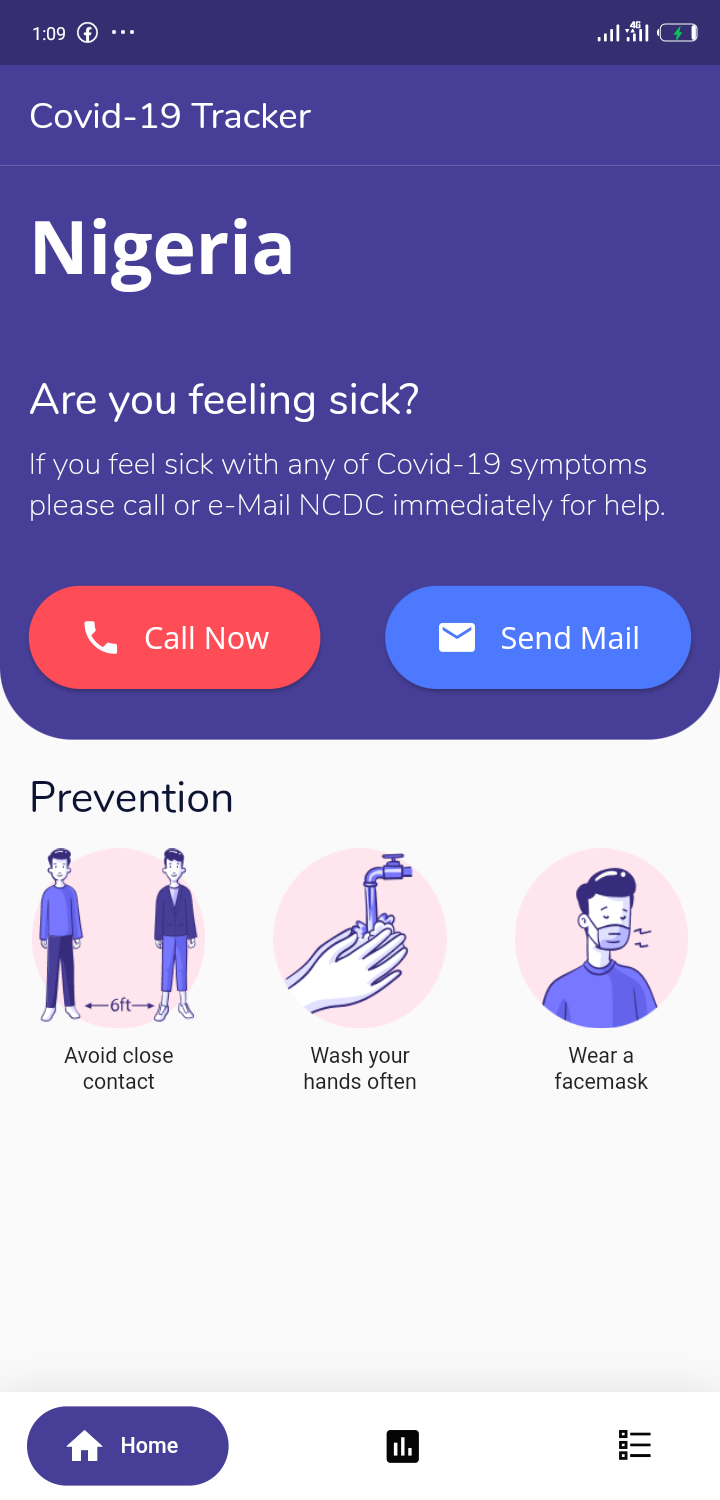 1:09
4G
Covid-19 Tracker
Nigeria
Are you feeling sick?
If you feel sick with any of Covid-19 symptoms
please call or e-Mail NCDC immediately for help.
Call Now
Send Mail
Prevention
6ft
Avoid close
contact
Wash your
hands often
Wear a
facemask
Home